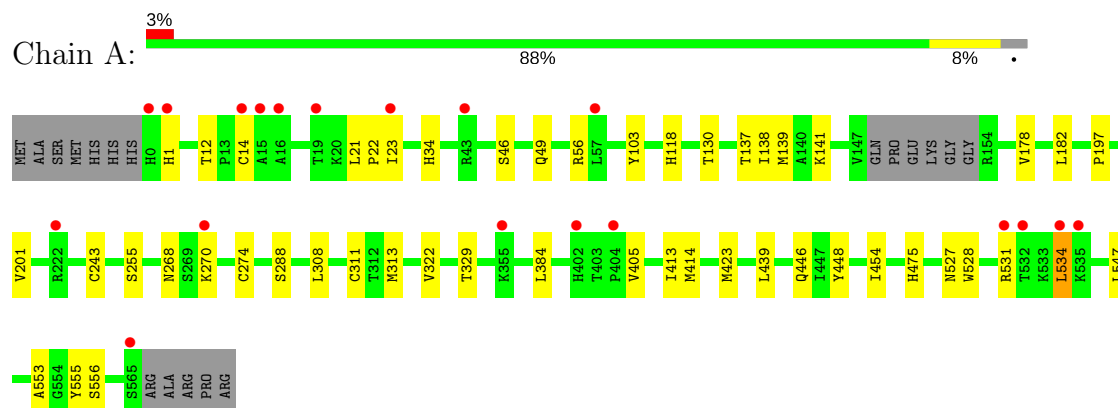 3%
Chain A:
88% 8% •
MET ALA SER MET HIS HIS HIS H0 H1 T12 P13 C14 A15 A16 T19 K20 L21 P22 I23 H34 R43 S46 Q49 R56 L57 Y103 H118 T130 T137 I138 M139 A140 K141 V147 GLN PRO GLU LYS GLY GLY R154 V178 L182 P197
V201 R222 C243 S255 N268 S269 K270 C274 S288 L308 C311 T312 M313 V322 T329 K355 L384 H402 T403 P404 V405 I413 M414 M423 L439 Q446 I447 Y448 I454 H475 N527 W528 R531 T532 K533 L534 K535 L547
A553 G554 Y555 S556 S565 ARG ALA ARG PRO ARG